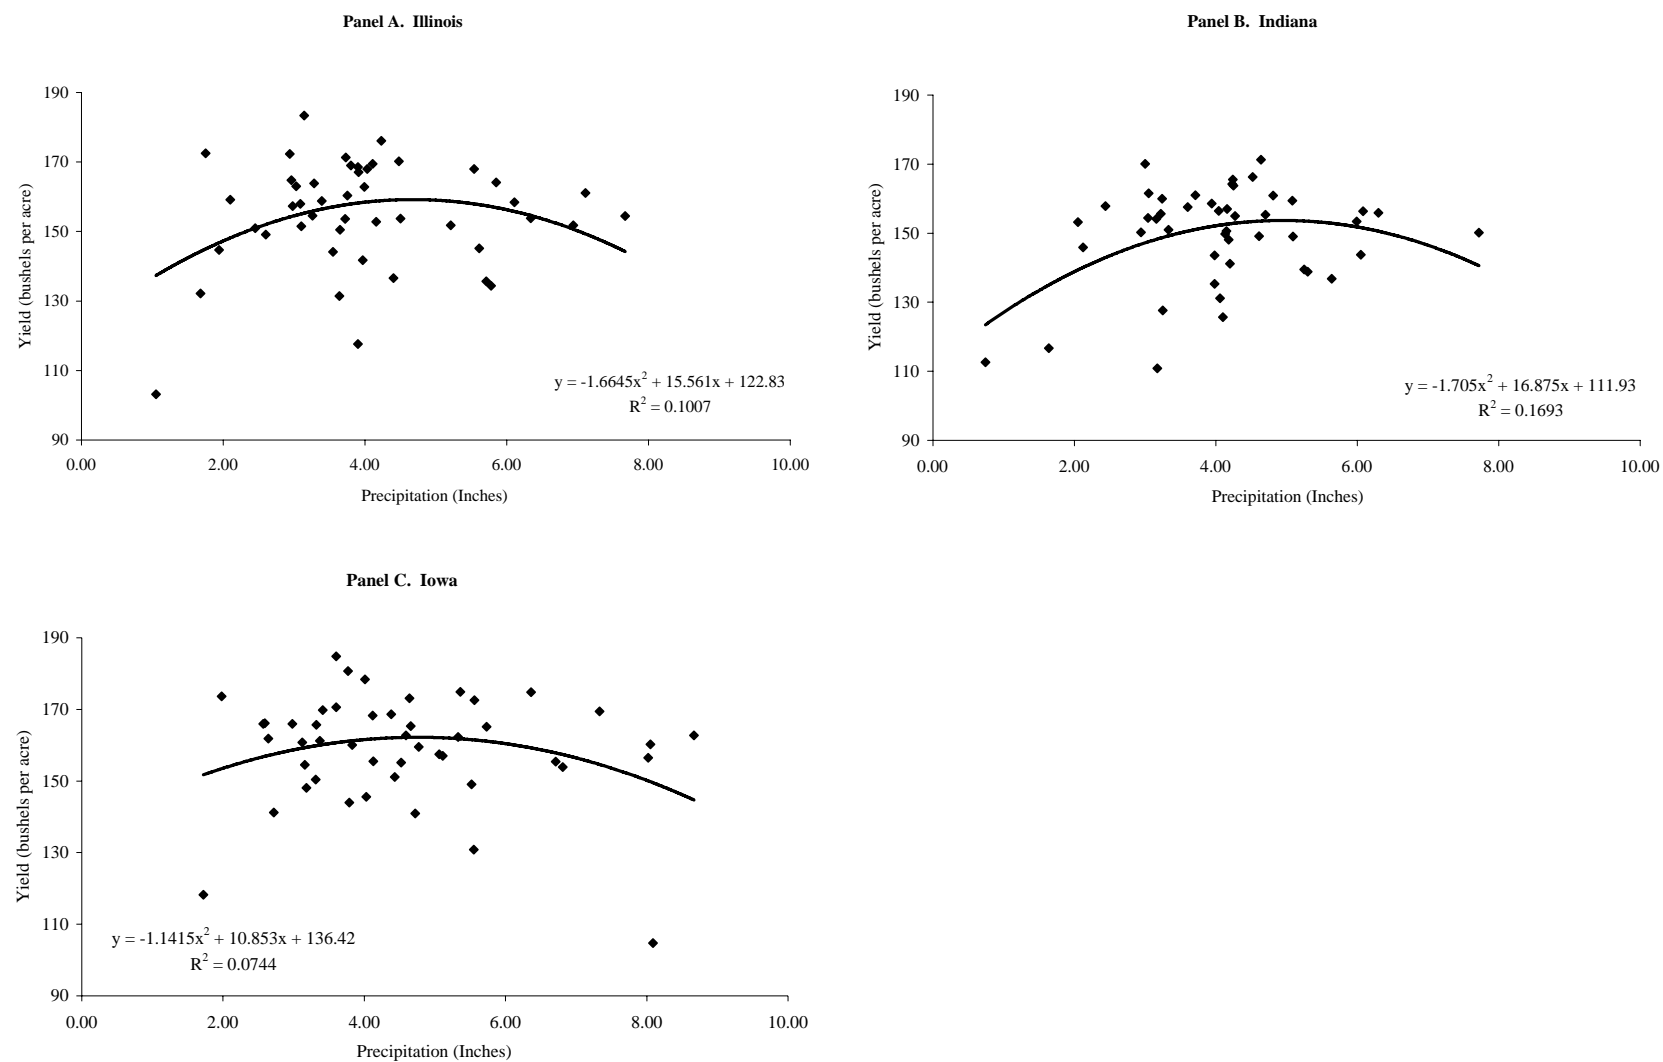 Panel A. Illinois
190
170
150
130
110
90
Yield (bushels per acre)
y = -1.6645x² + 15.561x + 122.83
R² = 0.1007
0.00 2.00 4.00 6.00 8.00 10.00
Precipitation (Inches)
Panel B. Indiana
190
170
150
130
110
90
Yield (bushels per acre)
y = -1.705x² + 16.875x + 111.93
R² = 0.1693
0.00 2.00 4.00 6.00 8.00 10.00
Precipitation (Inches)
Panel C. Iowa
190
170
150
130
110
90
Yield (bushels per acre)
y = -1.1415x² + 10.853x + 136.42
R² = 0.0744
0.00 2.00 4.00 6.00 8.00 10.00
Precipitation (Inches)